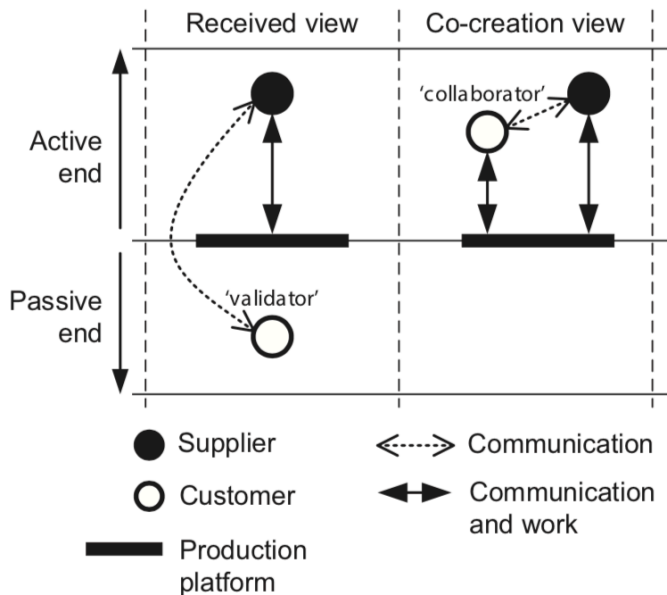 Received view
Co-creation view
Active
end
'collaborator'
Passive
end
'validator'
Supplier
Customer
Production
platform
Communication
Communication
and work